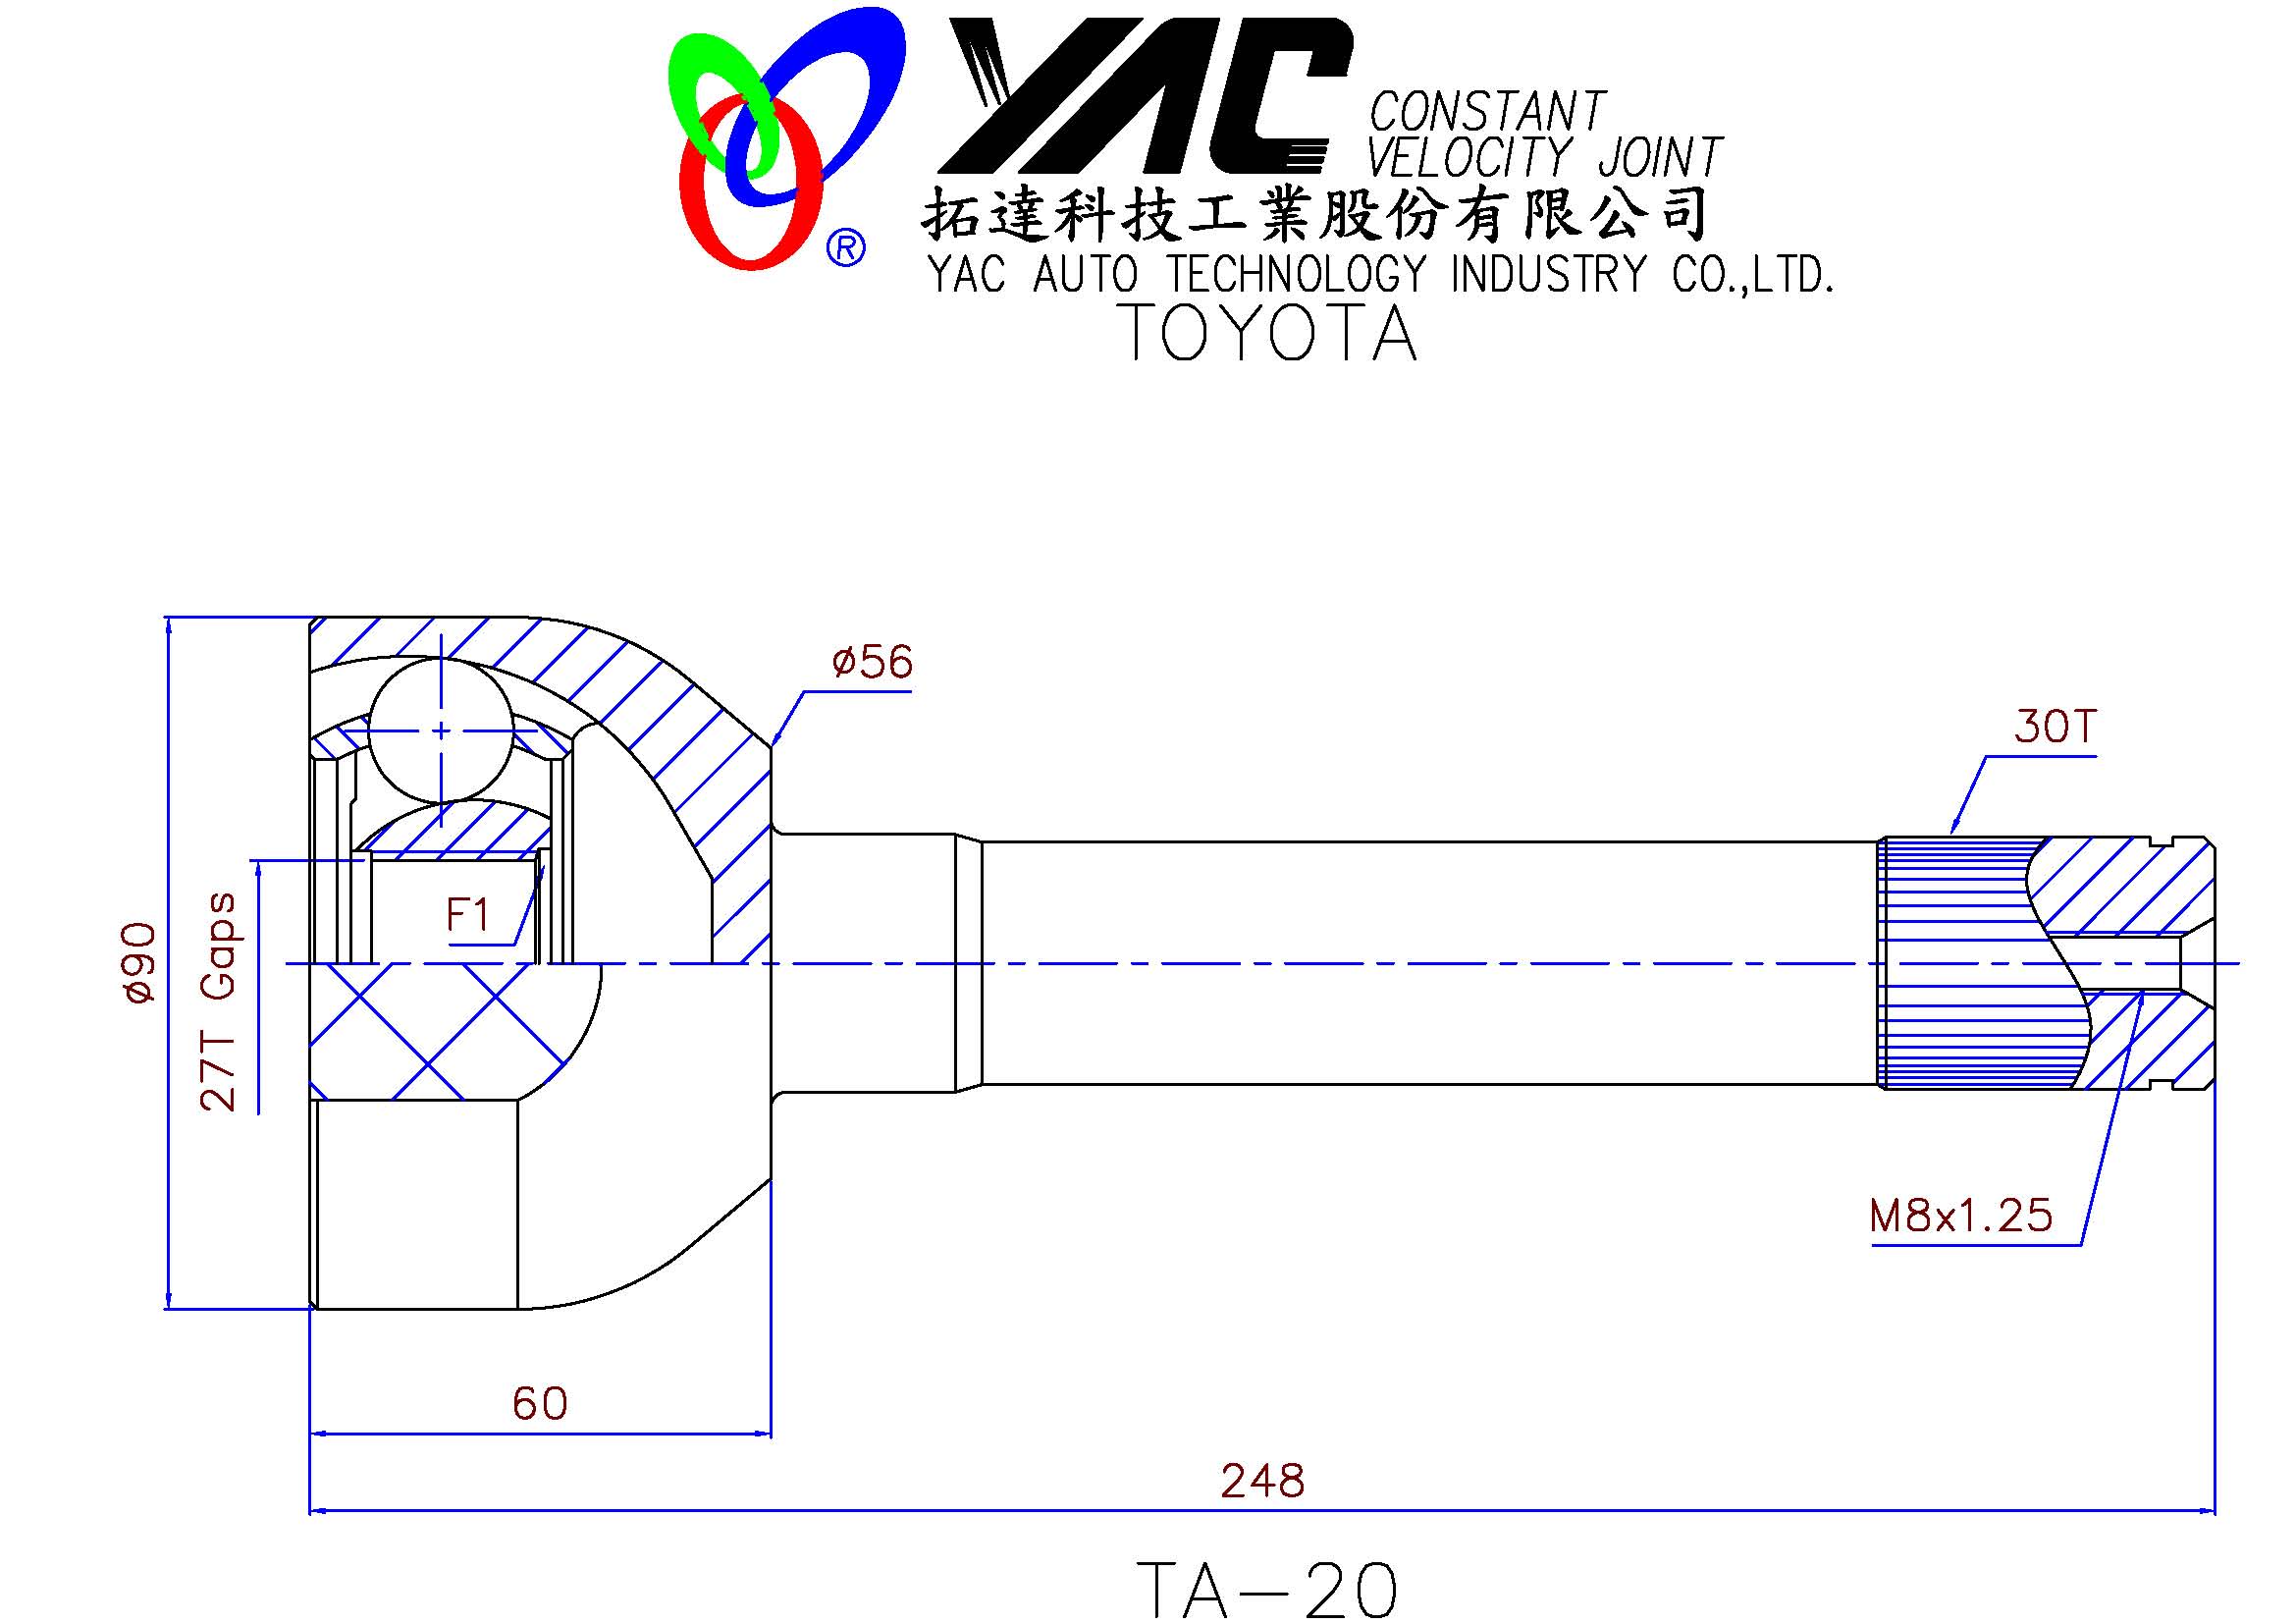 YAC
CONSTANT
VELOCITY JOINT
拓達科技工業股份有限公司
®
YAC AUTO TECHNOLOGY INDUSTRY CO.,LTD.
TOYOTA
ø56
30T
F1
ø90
27T Gaps
M8x1.25
60
248
TA-20